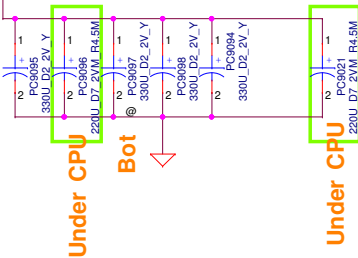 1
2
+
PC9095
330U_D2_2V_Y
1
2
+
PC9096
220U_D7_2VM_R4.5M
1
2
+
PC9097
330U_D2_2V_Y
@
1
2
+
PC9098
330U_D2_2V_Y
1
2
+
PC9094
330U_D2_2V_Y
1
2
+
PC9021
220U_D7_2VM_R4.5M
Under CPU
Bot
Under CPU